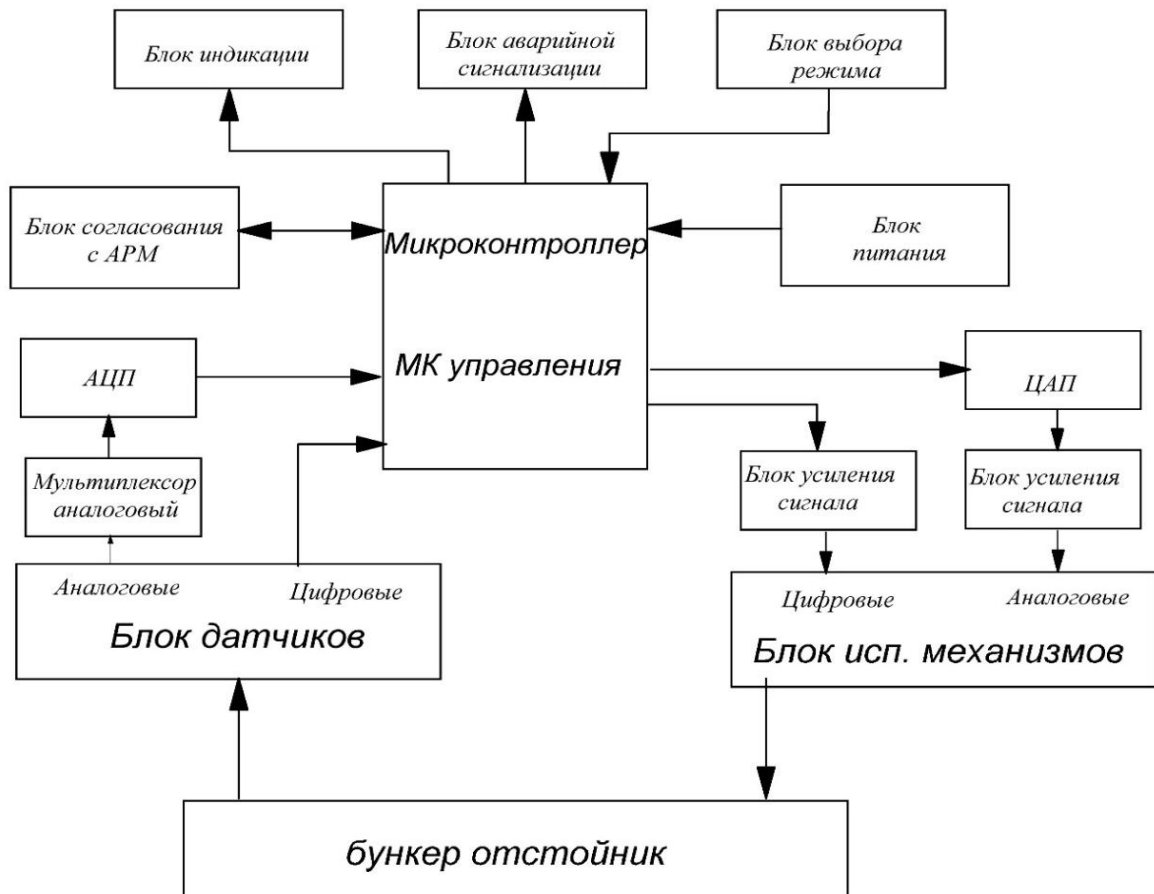 Блок индикации
Блок аварийной
сигнализации
Блок выбора
режима
Блок согласования
с АРМ
Микроконтроллер
Блок
питания
АЦП
МК управления
ЦАП
Мультиплексор
аналоговый
Блок усиления
сигнала
Блок усиления
сигнала
Аналоговые
Цифровые
Блок датчиков
Цифровые
Аналоговые
Блок исп. механизмов
бункер отстойник